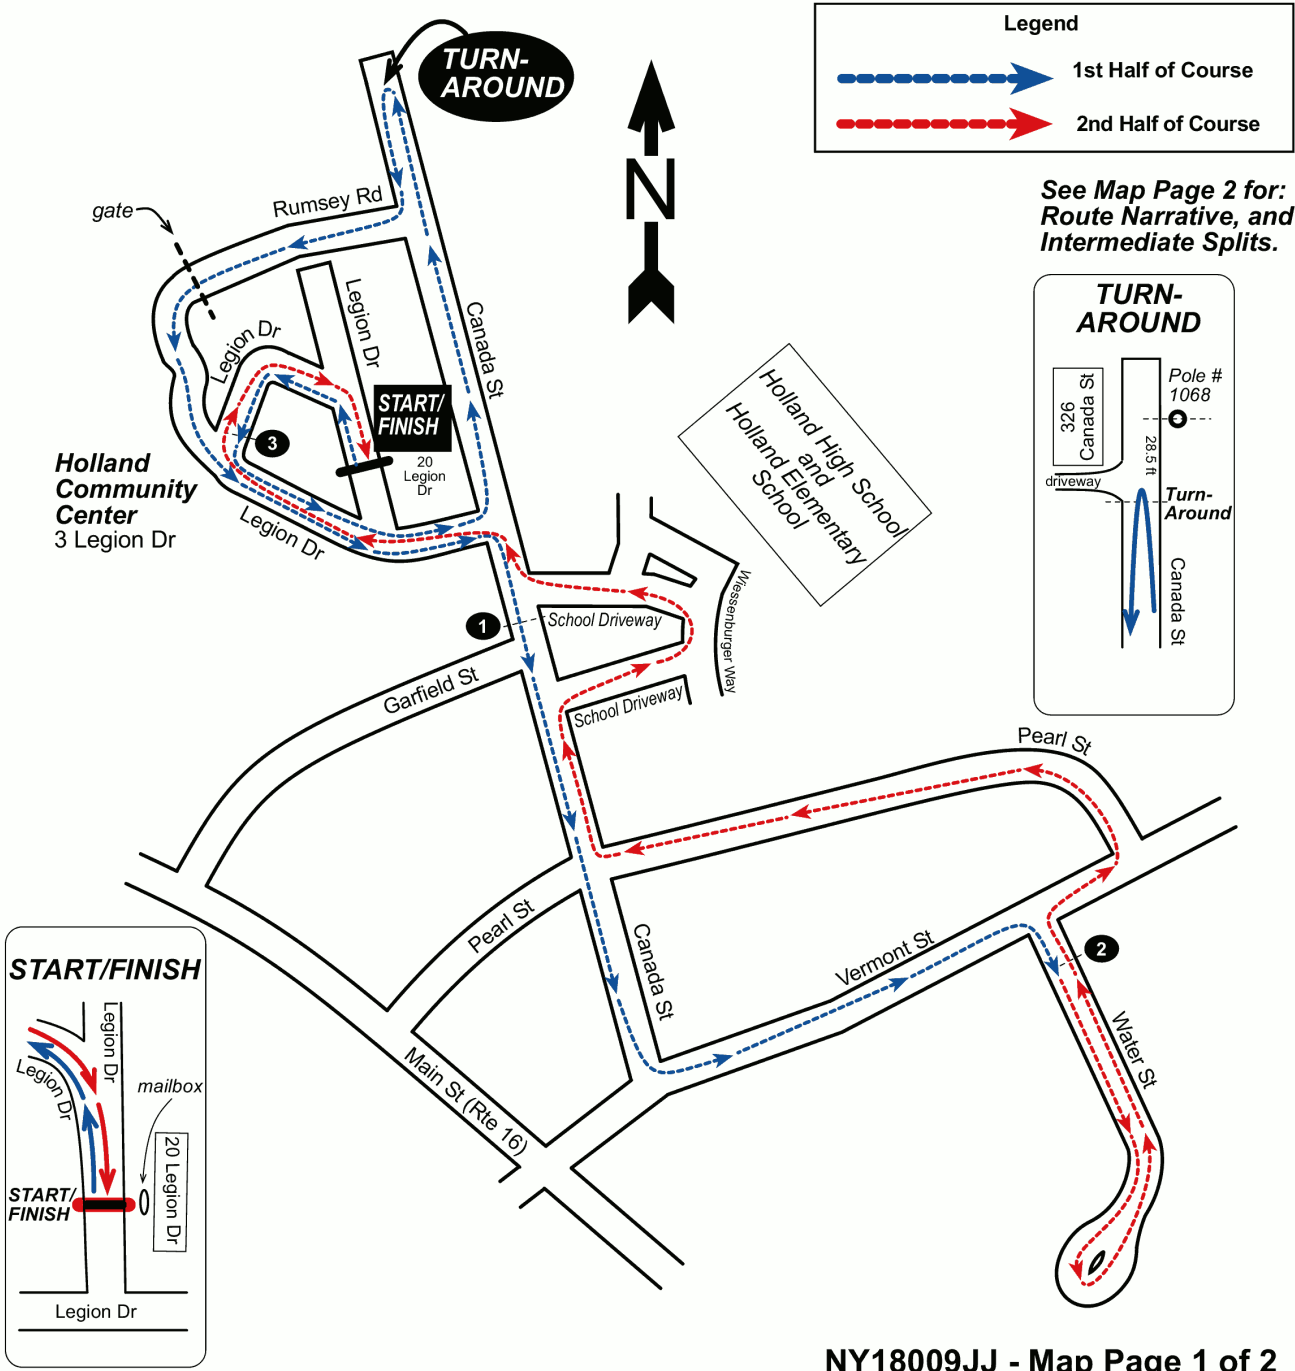 TURN-
AROUND
Legend
1st Half of Course
2nd Half of Course
N
See Map Page 2 for:
Route Narrative, and
Intermediate Splits.
gate
Rumsey Rd
Legion Dr
Legion Dr
Canada St
START/
FINISH
20
Legion
Dr
3
Holland
Community
Center
3 Legion Dr
Legion Dr
Holland High School
and
Holland Elementary
School
TURN-
AROUND
326
Canada St
Pole #
1068
28.5 ft
driveway
Turn-
Around
Canada St
1
School Driveway
Wiessenburger Way
Garfield St
School Driveway
Pearl St
Pearl St
Canada St
Vermont St
2
Water St
Main St (Rte 16)
START/FINISH
Legion Dr
Legion Dr
mailbox
20 Legion Dr
START/
FINISH
Legion Dr
NY18009JJ - Map Page 1 of 2